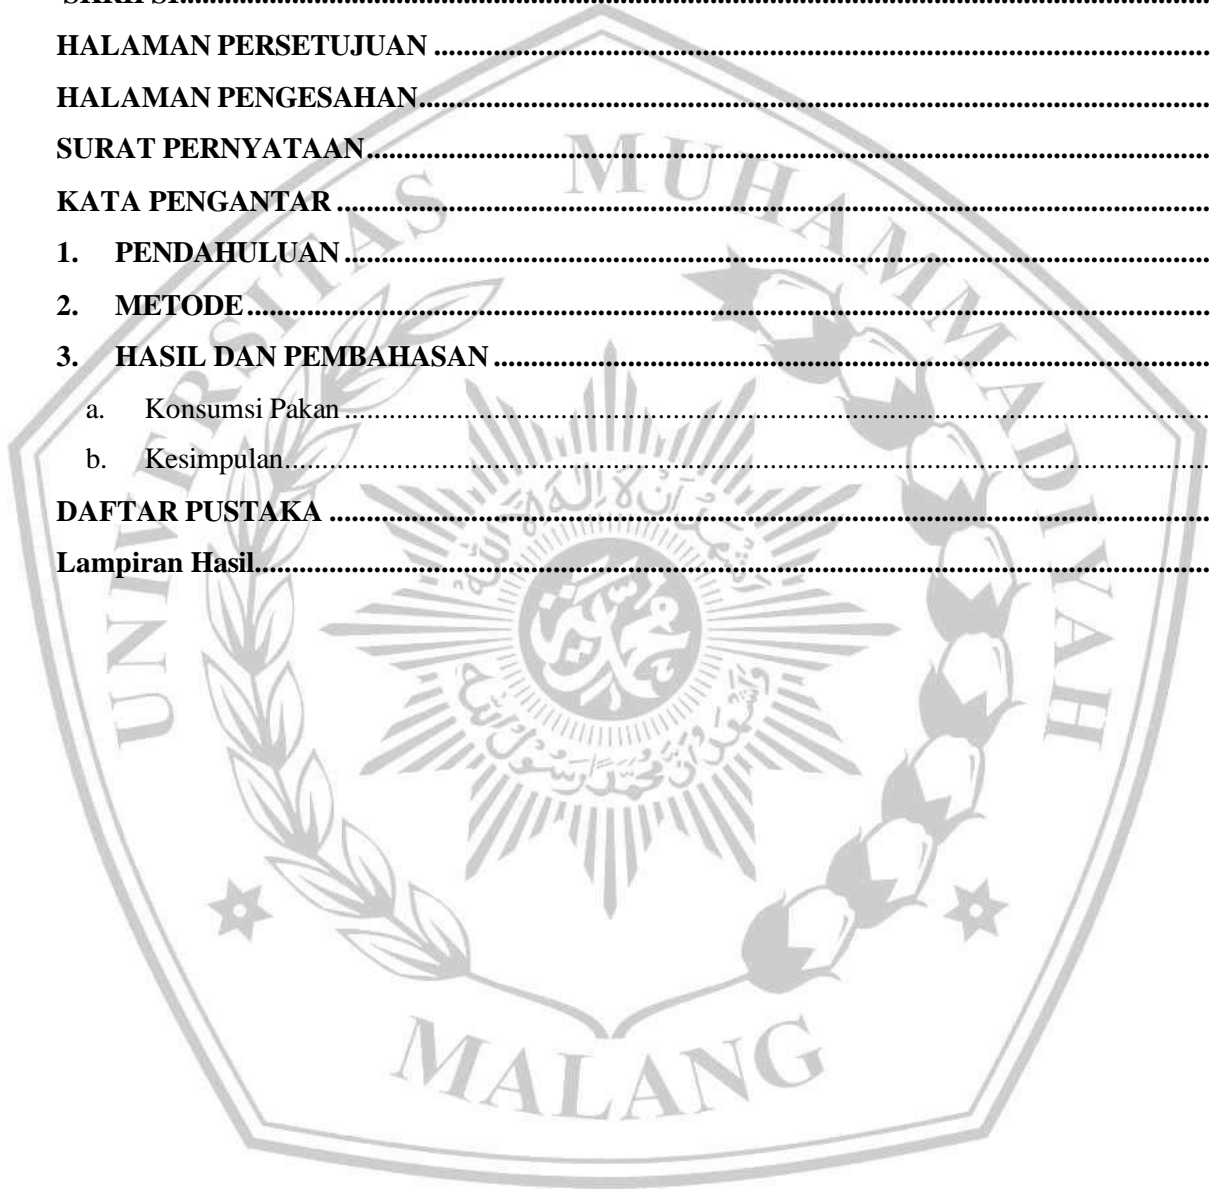 HALAMAN PERSETUJUAN ..........
HALAMAN PENGESAHAN..........
SURAT PERNYATAAN..........
KATA PENGANTAR ..........
1. PENDAHULUAN ..........
2. METODE ..........
3. HASIL DAN PEMBAHASAN ..........
a. Konsumsi Pakan ..........
b. Kesimpulan..........
DAFTAR PUSTAKA ..........
Lampiran Hasil..........
UNIVERSITAS MUHAMMADIYAH
MALANG